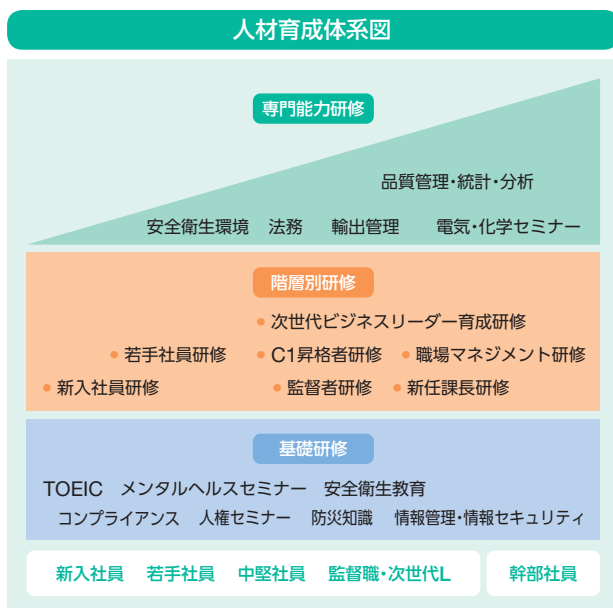 人材育成体系図
専門能力研修
品質管理・統計・分析
安全衛生環境 法務 輸出管理 電気・化学セミナー
階層別研修
• 次世代ビジネスリーダー育成研修
• 若手社員研修 • C1昇格者研修 • 職場マネジメント研修
• 新入社員研修 • 監督者研修 • 新任課長研修
基礎研修
TOEIC メンタルヘルスセミナー 安全衛生教育
コンプライアンス 人権セミナー 防災知識 情報管理・情報セキュリティ
新入社員 若手社員 中堅社員 監督職・次世代L 幹部社員